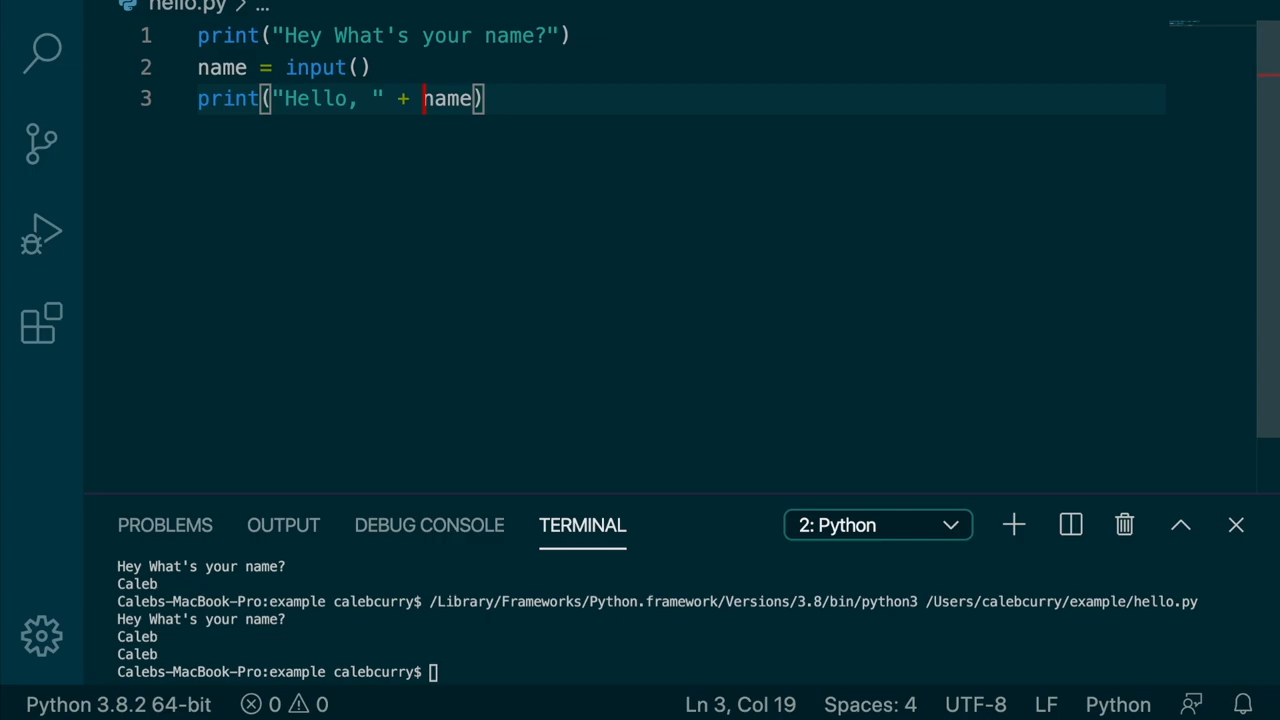 hello.py > ...
1 print("Hey What's your name?")
2 name = input()
3 print("Hello, " + name)
PROBLEMS OUTPUT DEBUG CONSOLE TERMINAL 2: Python
Hey What's your name?
Caleb
Calebs-MacBook-Pro:example calebcurry$ /Library/Frameworks/Python.framework/Versions/3.8/bin/python3 /Users/calebcurry/example/hello.py
Hey What's your name?
Caleb
Caleb
Calebs-MacBook-Pro:example calebcurry$
Python 3.8.2 64-bit 0 0 Ln 3, Col 19 Spaces: 4 UTF-8 LF Python